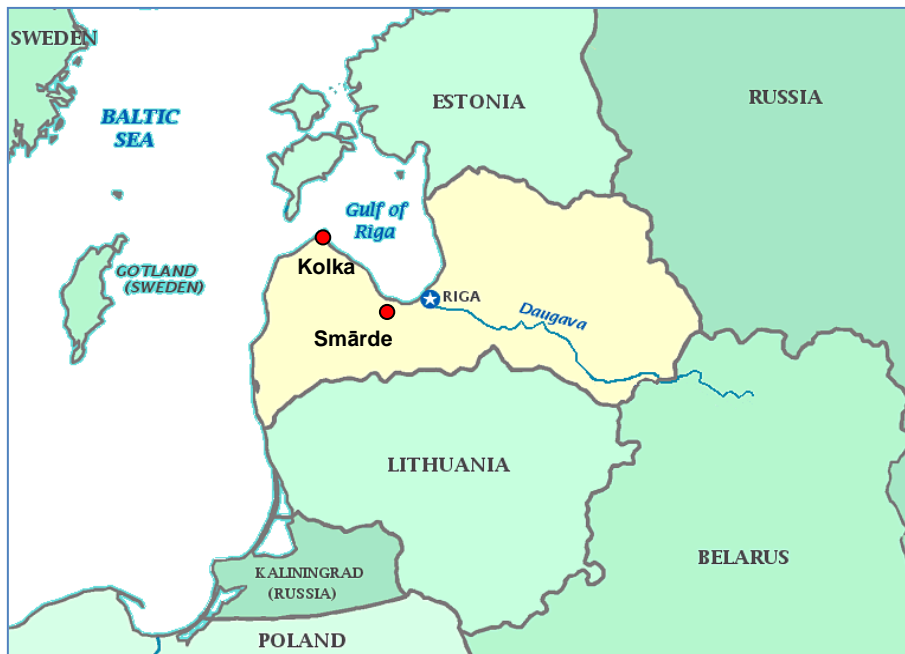 SWEDEN
BALTIC
SEA
ESTONIA
RUSSIA
Gulf of
Riga
Kolka
GOTLAND
(SWEDEN)
RIGA
Smārde
Daugava
LITHUANIA
BELARUS
KALININGRAD
(RUSSIA)
POLAND